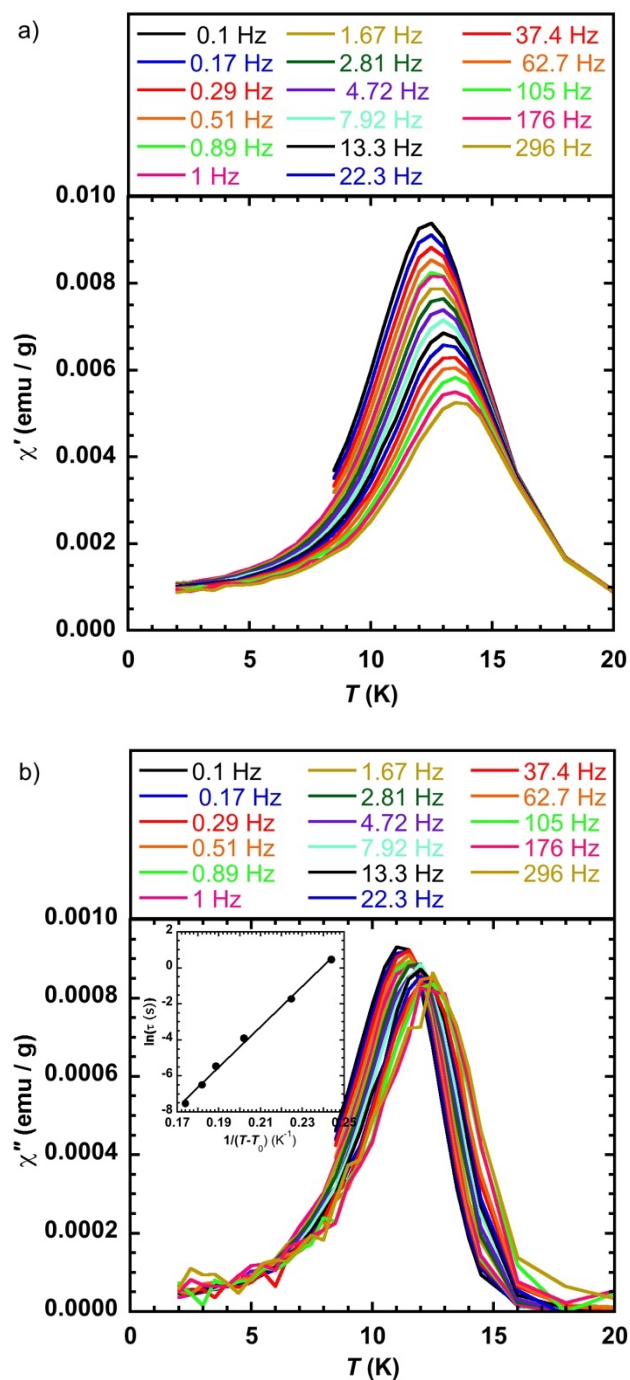 a)
0.1 Hz 1.67 Hz 37.4 Hz
0.17 Hz 2.81 Hz 62.7 Hz
0.29 Hz 4.72 Hz 105 Hz
0.51 Hz 7.92 Hz 176 Hz
0.89 Hz 13.3 Hz 296 Hz
1 Hz 22.3 Hz
0.010
0.008
0.006
0.004
0.002
0.000
χ′ (emu / g)
0 5 10 15 20
T (K)
b)
0.1 Hz 1.67 Hz 37.4 Hz
0.17 Hz 2.81 Hz 62.7 Hz
0.29 Hz 4.72 Hz 105 Hz
0.51 Hz 7.92 Hz 176 Hz
0.89 Hz 13.3 Hz 296 Hz
1 Hz 22.3 Hz
0.0010
0.0008
0.0006
0.0004
0.0002
0.0000
χ″ (emu / g)
2
0
-2
-4
-6
-8
ln(τ (s))
0.17 0.19 0.21 0.23 0.25
1/(T-T₀) (K⁻¹)
0 5 10 15 20
T (K)